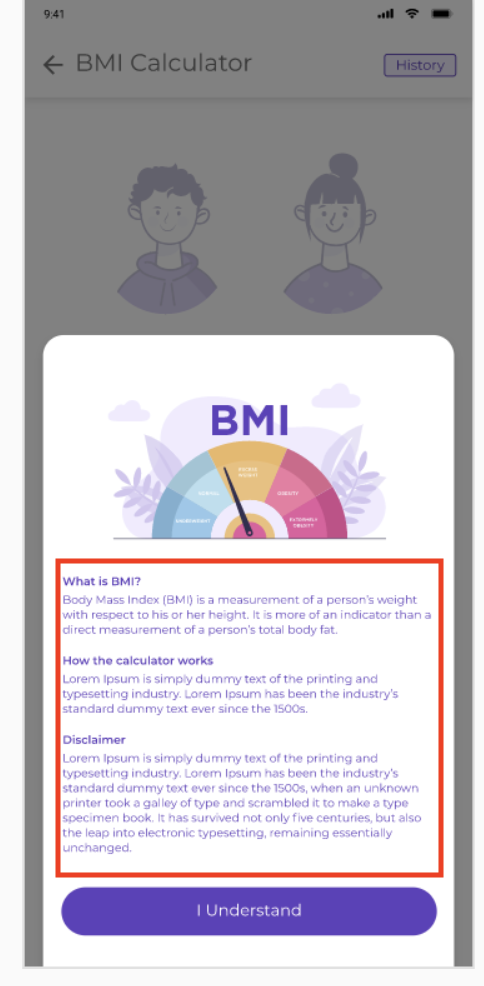 9:41
BMI Calculator
History
BMI
UNDERWEIGHT
NORMAL
EXCESS
WEIGHT
OBESITY
EXTREMELY
OBESITY
What is BMI?
Body Mass Index (BMI) is a measurement of a person's weight
with respect to his or her height. It is more of an indicator than a
direct measurement of a person's total body fat.
How the calculator works
Lorem Ipsum is simply dummy text of the printing and
typesetting industry. Lorem Ipsum has been the industry's
standard dummy text ever since the 1500s.
Disclaimer
Lorem Ipsum is simply dummy text of the printing and
typesetting industry. Lorem Ipsum has been the industry's
standard dummy text ever since the 1500s, when an unknown
printer took a galley of type and scrambled it to make a type
specimen book. It has survived not only five centuries, but also
the leap into electronic typesetting, remaining essentially
unchanged.
I Understand